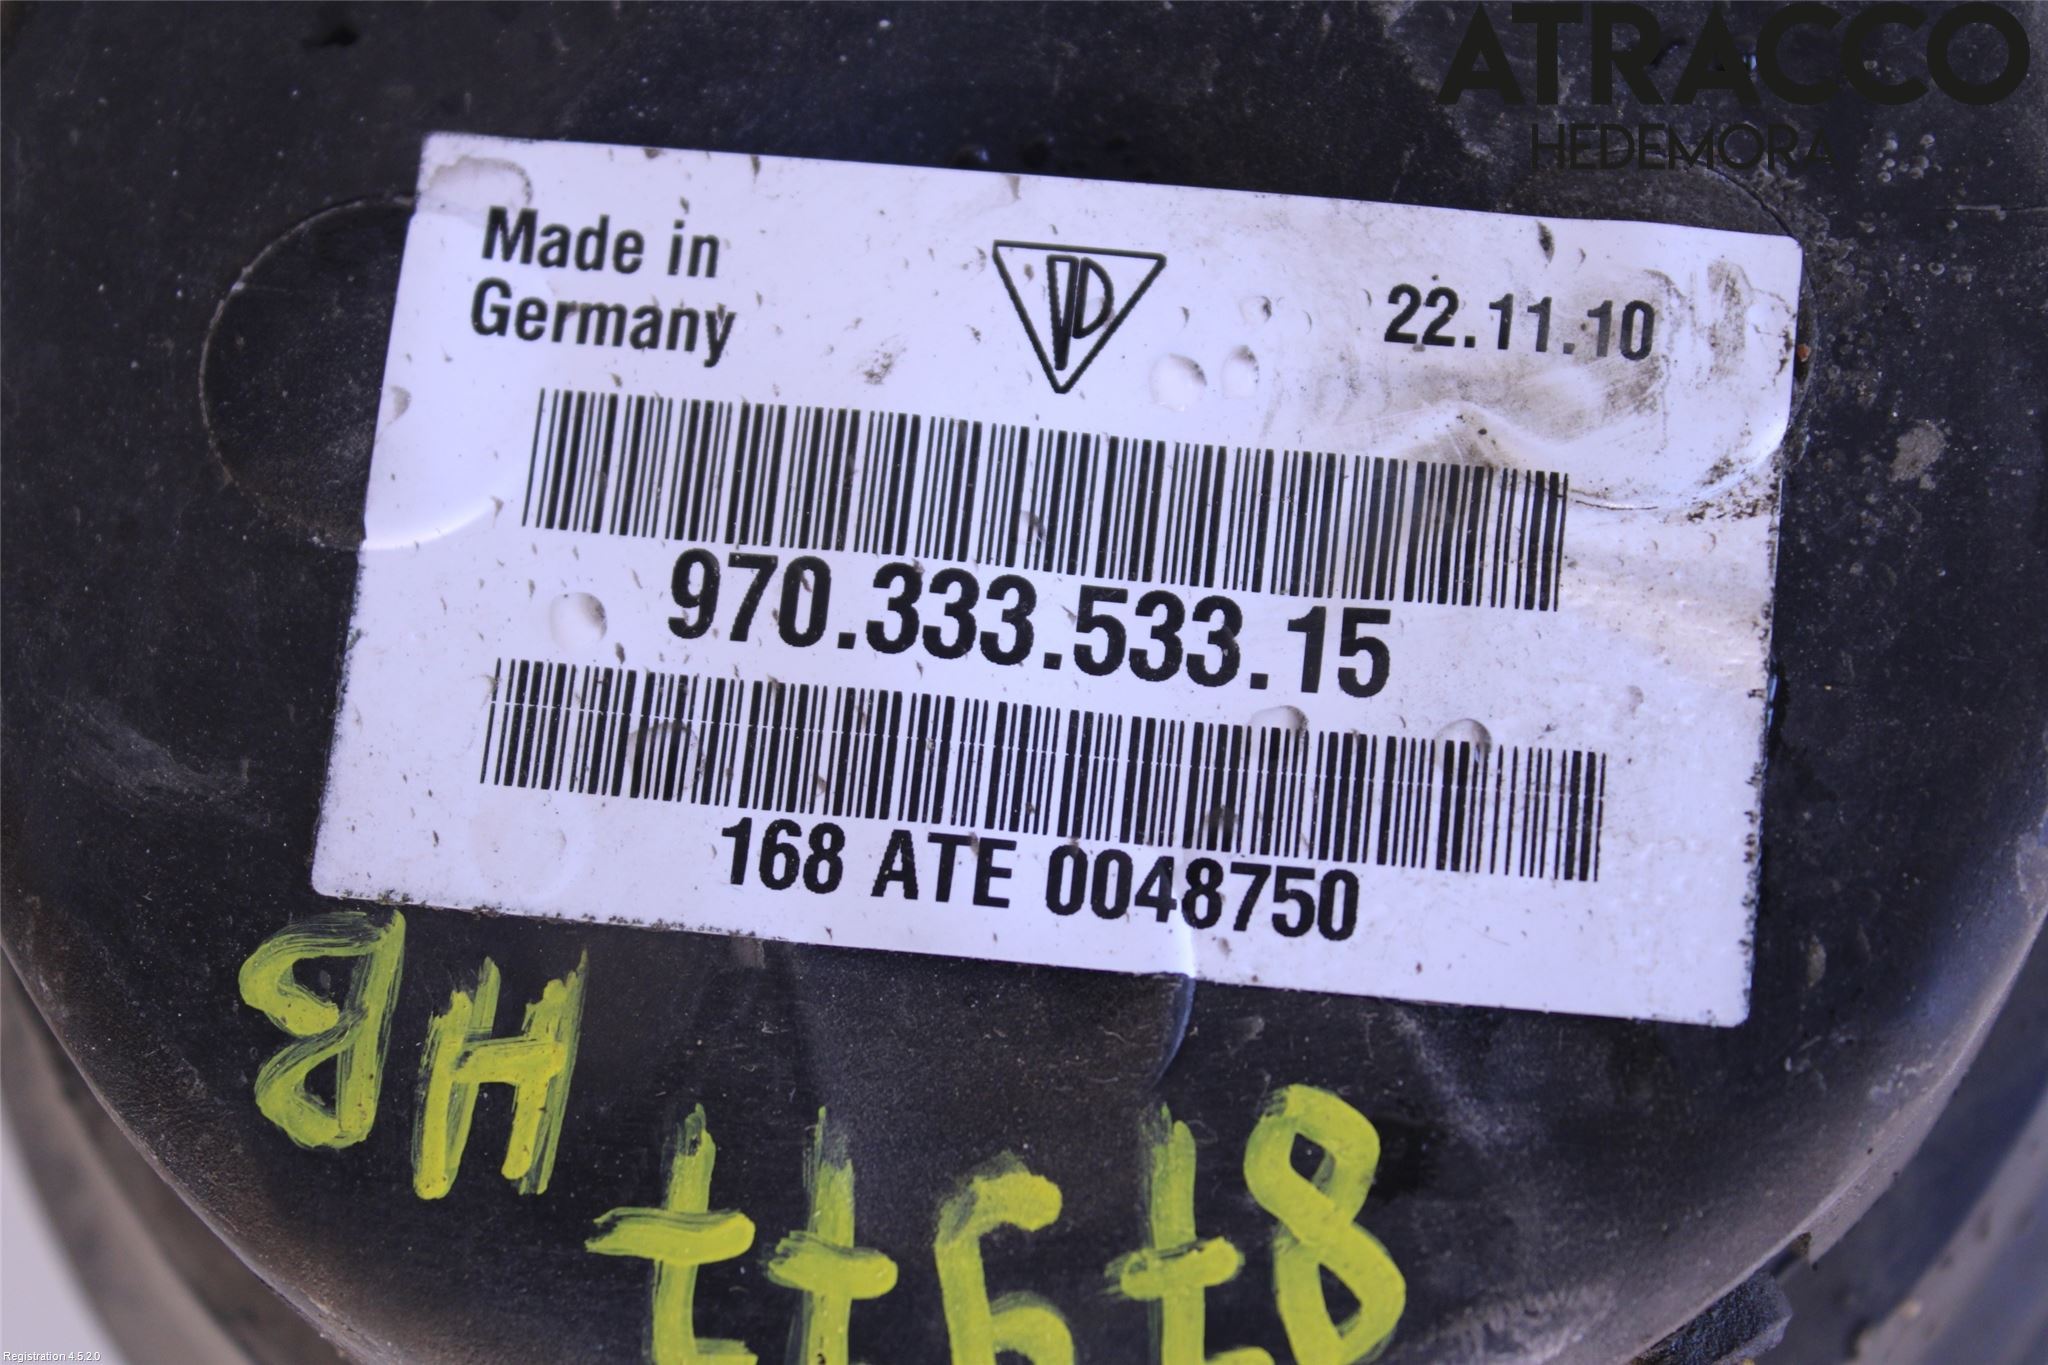 ATRACCO
HEDEMORA
Made in
Germany
22.11.10
970.333.533.15
168 ATE 0048750
HB
Registration 4.5.2.0